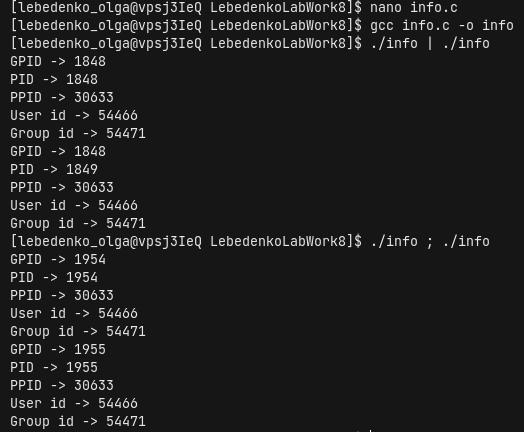 [lebedenko_olga@vpsj3IeQ LebedenkoLabWork8]$ nano info.c
[lebedenko_olga@vpsj3IeQ LebedenkoLabWork8]$ gcc info.c -o info
[lebedenko_olga@vpsj3IeQ LebedenkoLabWork8]$ ./info | ./info
GPID -> 1848
PID -> 1848
PPID -> 30633
User id -> 54466
Group id -> 54471
GPID -> 1848
PID -> 1849
PPID -> 30633
User id -> 54466
Group id -> 54471
[lebedenko_olga@vpsj3IeQ LebedenkoLabWork8]$ ./info ; ./info
GPID -> 1954
PID -> 1954
PPID -> 30633
User id -> 54466
Group id -> 54471
GPID -> 1955
PID -> 1955
PPID -> 30633
User id -> 54466
Group id -> 54471